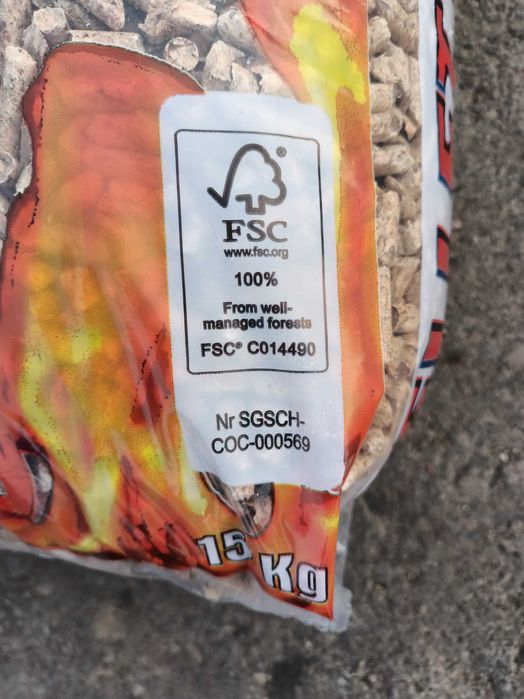 FSC®
www.fsc.org
100%
From well-
managed forests
FSC® C014490
Nr SGSCH-
COC-000569
15 Kg